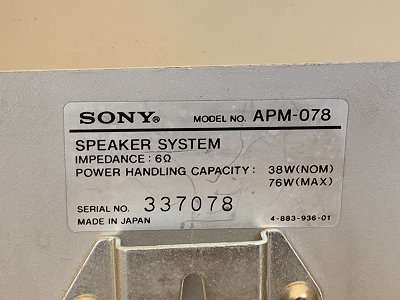 SONY® MODEL NO. APM-078
SPEAKER SYSTEM
IMPEDANCE : 6Ω
POWER HANDLING CAPACITY: 38W(NOM)
76W(MAX)
SERIAL NO. 337078
MADE IN JAPAN 4-883-936-01